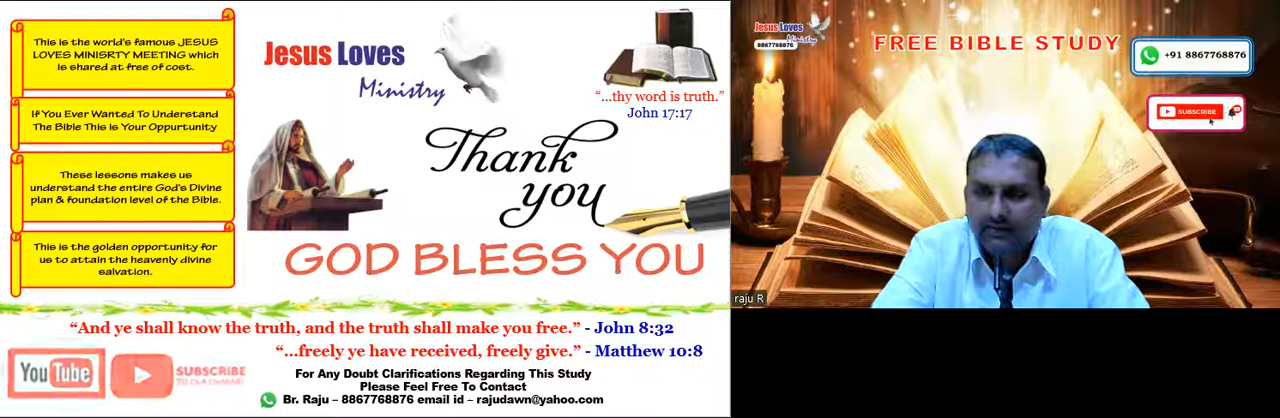 This is the world's famous JESUS
LOVES MINISRTY MEETING which
is shared at free of cost.
If You Ever Wanted To Understand
The Bible This is Your Oppurtunity
These lessons makes us
understand the entire God's Divine
plan & foundation level of the Bible.
This is the golden opportunity for
us to attain the heavenly divine
salvation.
Jesus Loves
Ministry
"...thy word is truth."
John 17:17
Thank
you
GOD BLESS YOU
"And ye shall know the truth, and the truth shall make you free." - John 8:32
"...freely ye have received, freely give." - Matthew 10:8
YouTube
SUBSCRIBE
TO OUR CHANNEL
For Any Doubt Clarifications Regarding This Study
Please Feel Free To Contact
Br. Raju – 8867768876 email id – rajudawn@yahoo.com
Jesus Loves
Ministry
8867768876
FREE BIBLE STUDY
+91 8867768876
SUBSCRIBE
raju R